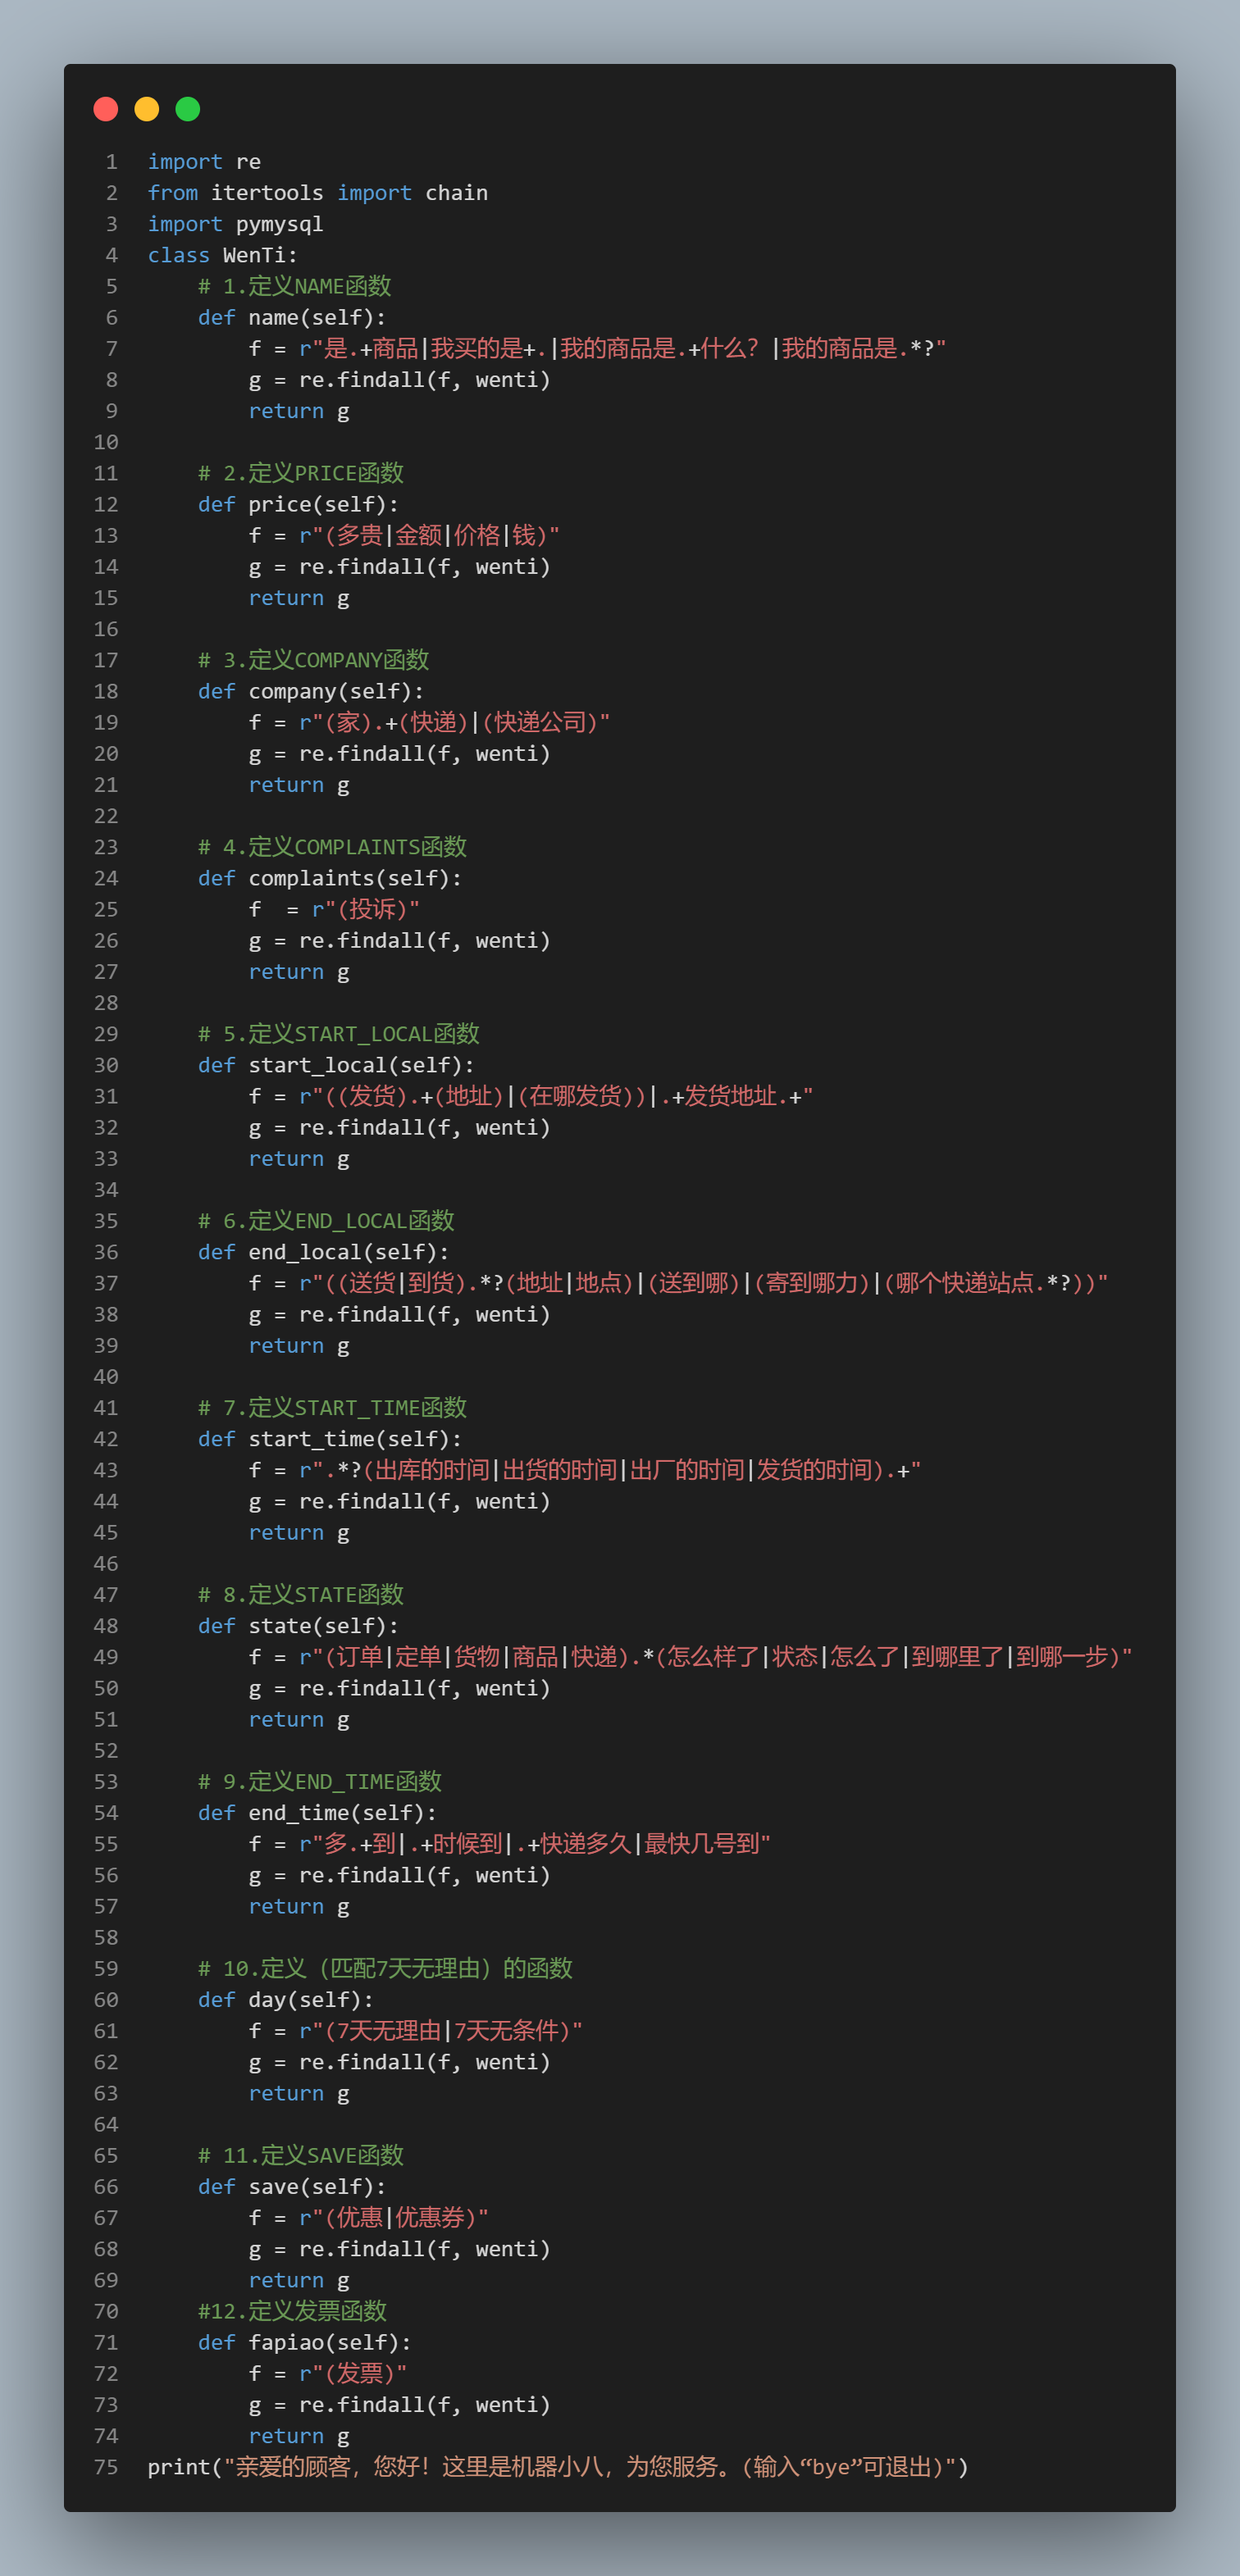 1 import re
2 from itertools import chain
3 import pymysql
4 class WenTi:
5     # 1.定义NAME函数
6     def name(self):
7         f = r"是.+商品|我买的是+.|我的商品是.+什么？|我的商品是.*?"
8         g = re.findall(f, wenti)
9         return g
10
11     # 2.定义PRICE函数
12     def price(self):
13         f = r"(多贵|金额|价格|钱)"
14         g = re.findall(f, wenti)
15         return g
16
17     # 3.定义COMPANY函数
18     def company(self):
19         f = r"(家).+(快递)|(快递公司)"
20         g = re.findall(f, wenti)
21         return g
22
23     # 4.定义COMPLAINTS函数
24     def complaints(self):
25         f  = r"(投诉)"
26         g = re.findall(f, wenti)
27         return g
28
29     # 5.定义START_LOCAL函数
30     def start_local(self):
31         f = r"((发货).+(地址)|(在哪发货))|.+发货地址.+"
32         g = re.findall(f, wenti)
33         return g
34
35     # 6.定义END_LOCAL函数
36     def end_local(self):
37         f = r"((送货|到货).*?(地址|地点)|(送到哪)|(寄到哪力)|(哪个快递站点.*?))"
38         g = re.findall(f, wenti)
39         return g
40
41     # 7.定义START_TIME函数
42     def start_time(self):
43         f = r".*?(出库的时间|出货的时间|出厂的时间|发货的时间).+"
44         g = re.findall(f, wenti)
45         return g
46
47     # 8.定义STATE函数
48     def state(self):
49         f = r"(订单|定单|货物|商品|快递).*(怎么样了|状态|怎么了|到哪里了|到哪一步)"
50         g = re.findall(f, wenti)
51         return g
52
53     # 9.定义END_TIME函数
54     def end_time(self):
55         f = r"多.+到|.+时候到|.+快递多久|最快几号到"
56         g = re.findall(f, wenti)
57         return g
58
59     # 10.定义（匹配7天无理由）的函数
60     def day(self):
61         f = r"(7天无理由|7天无条件)"
62         g = re.findall(f, wenti)
63         return g
64
65     # 11.定义SAVE函数
66     def save(self):
67         f = r"(优惠|优惠券)"
68         g = re.findall(f, wenti)
69         return g
70     #12.定义发票函数
71     def fapiao(self):
72         f = r"(发票)"
73         g = re.findall(f, wenti)
74         return g
75 print("亲爱的顾客，您好！这里是机器小八，为您服务。(输入“bye”可退出)")